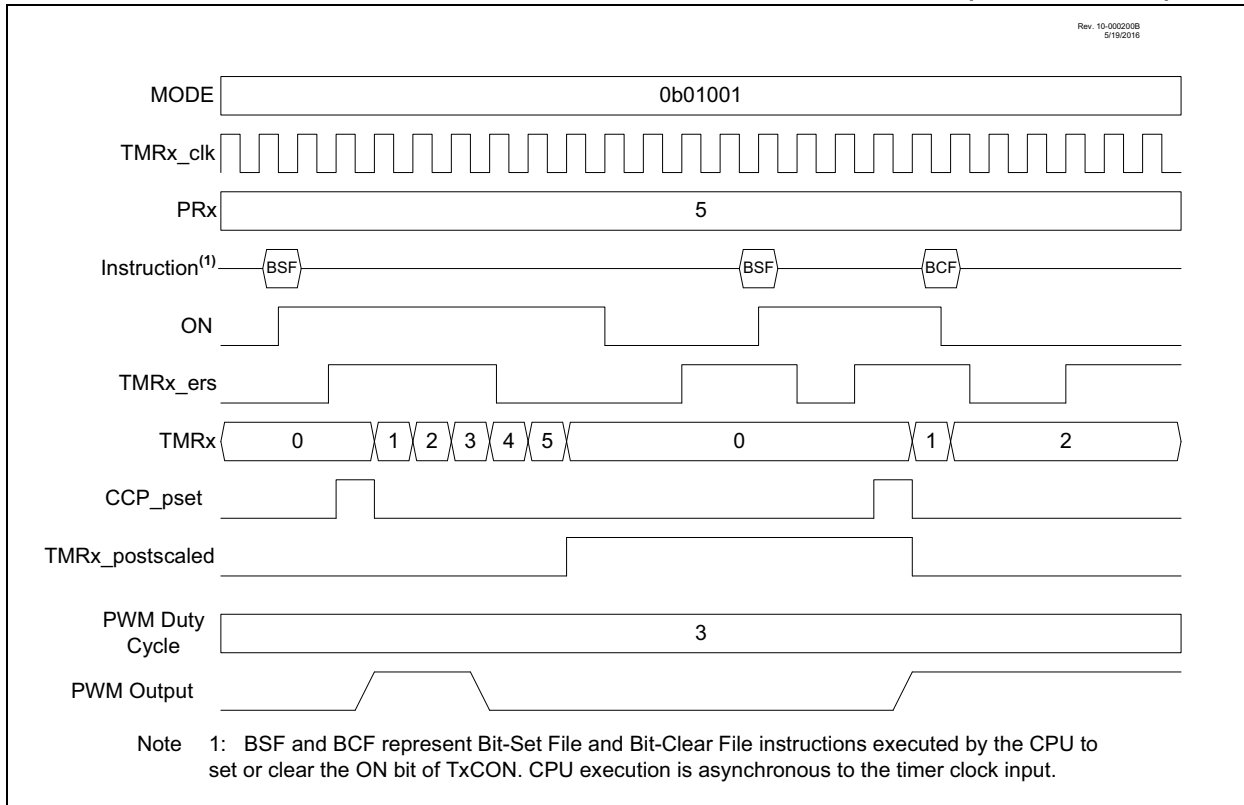 Rev. 10-000200B
5/19/2016
MODE 0b01001
TMRx_clk
PRx 5
Instruction(1) BSF BSF BCF
ON
TMRx_ers
TMRx 0 1 2 3 4 5 0 1 2
CCP_pset
TMRx_postscaled
PWM Duty
Cycle 3
PWM Output
Note 1: BSF and BCF represent Bit-Set File and Bit-Clear File instructions executed by the CPU to
set or clear the ON bit of TxCON. CPU execution is asynchronous to the timer clock input.